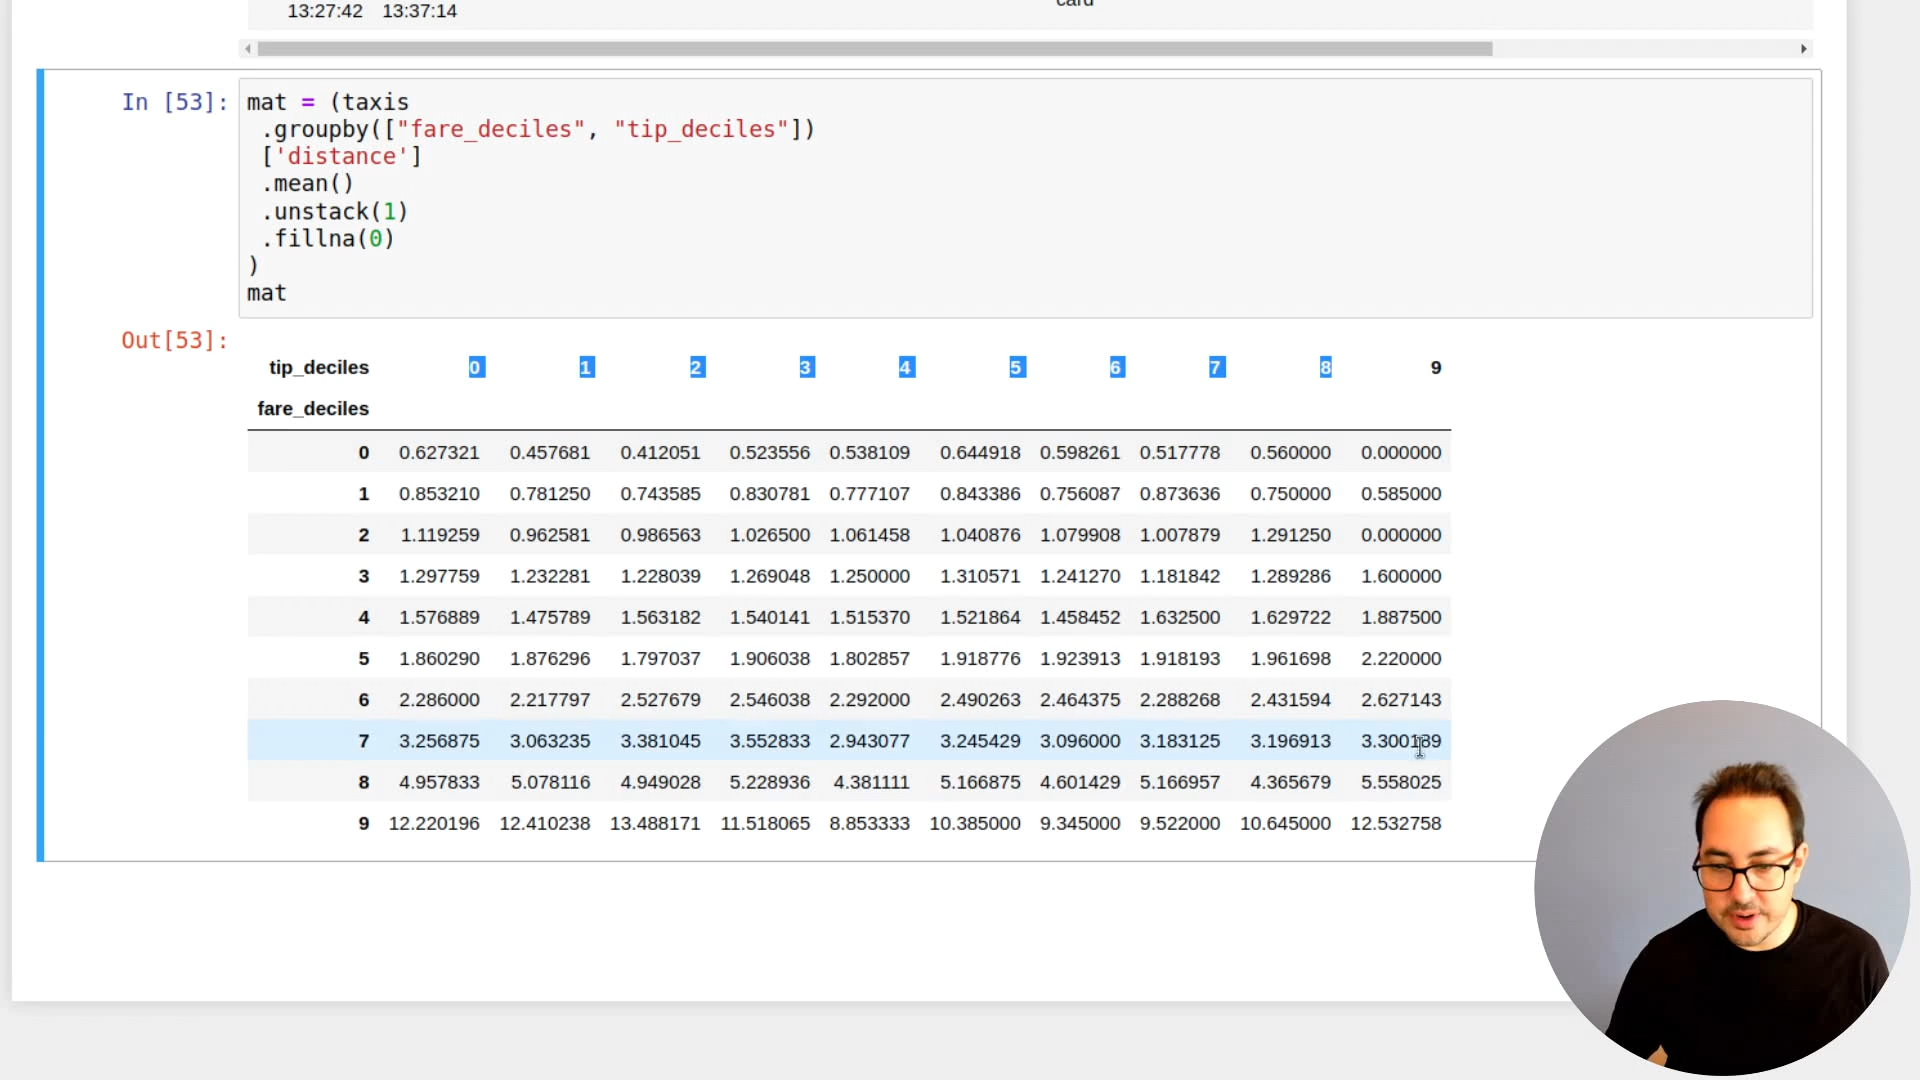 13:27:42 13:37:14 card
In [53]: mat = (taxis
.groupby(["fare_deciles", "tip_deciles"])
['distance']
.mean()
.unstack(1)
.fillna(0)
)
mat
Out[53]:
tip_deciles 0 1 2 3 4 5 6 7 8 9
fare_deciles
0 0.627321 0.457681 0.412051 0.523556 0.538109 0.644918 0.598261 0.517778 0.560000 0.000000
1 0.853210 0.781250 0.743585 0.830781 0.777107 0.843386 0.756087 0.873636 0.750000 0.585000
2 1.119259 0.962581 0.986563 1.026500 1.061458 1.040876 1.079908 1.007879 1.291250 0.000000
3 1.297759 1.232281 1.228039 1.269048 1.250000 1.310571 1.241270 1.181842 1.289286 1.600000
4 1.576889 1.475789 1.563182 1.540141 1.515370 1.521864 1.458452 1.632500 1.629722 1.887500
5 1.860290 1.876296 1.797037 1.906038 1.802857 1.918776 1.923913 1.918193 1.961698 2.220000
6 2.286000 2.217797 2.527679 2.546038 2.292000 2.490263 2.464375 2.288268 2.431594 2.627143
7 3.256875 3.063235 3.381045 3.552833 2.943077 3.245429 3.096000 3.183125 3.196913
8 4.957833 5.078116 4.949028 5.228936 4.381111 5.166875 4.601429 5.166957 4.365679 5.558025
9 12.220196 12.410238 13.488171 11.518065 8.853333 10.385000 9.345000 9.522000 10.645000 12.532758